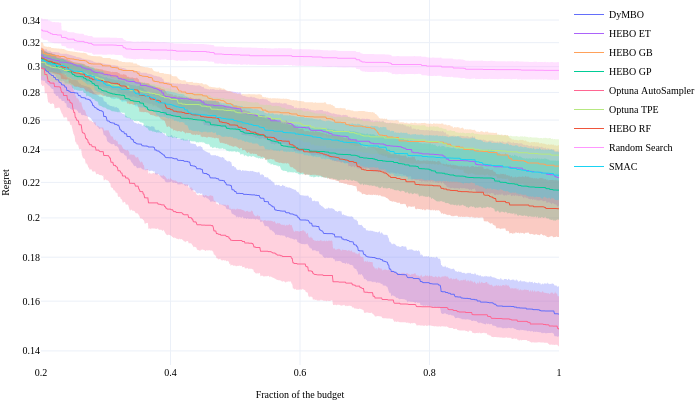 0.34
0.32
0.3
0.28
0.26
0.24
0.22
0.2
0.18
0.16
0.14
Regret
0.2
0.4
0.6
0.8
1
Fraction of the budget
DyMBO
HEBO ET
HEBO GB
HEBO GP
Optuna AutoSampler
Optuna TPE
HEBO RF
Random Search
SMAC